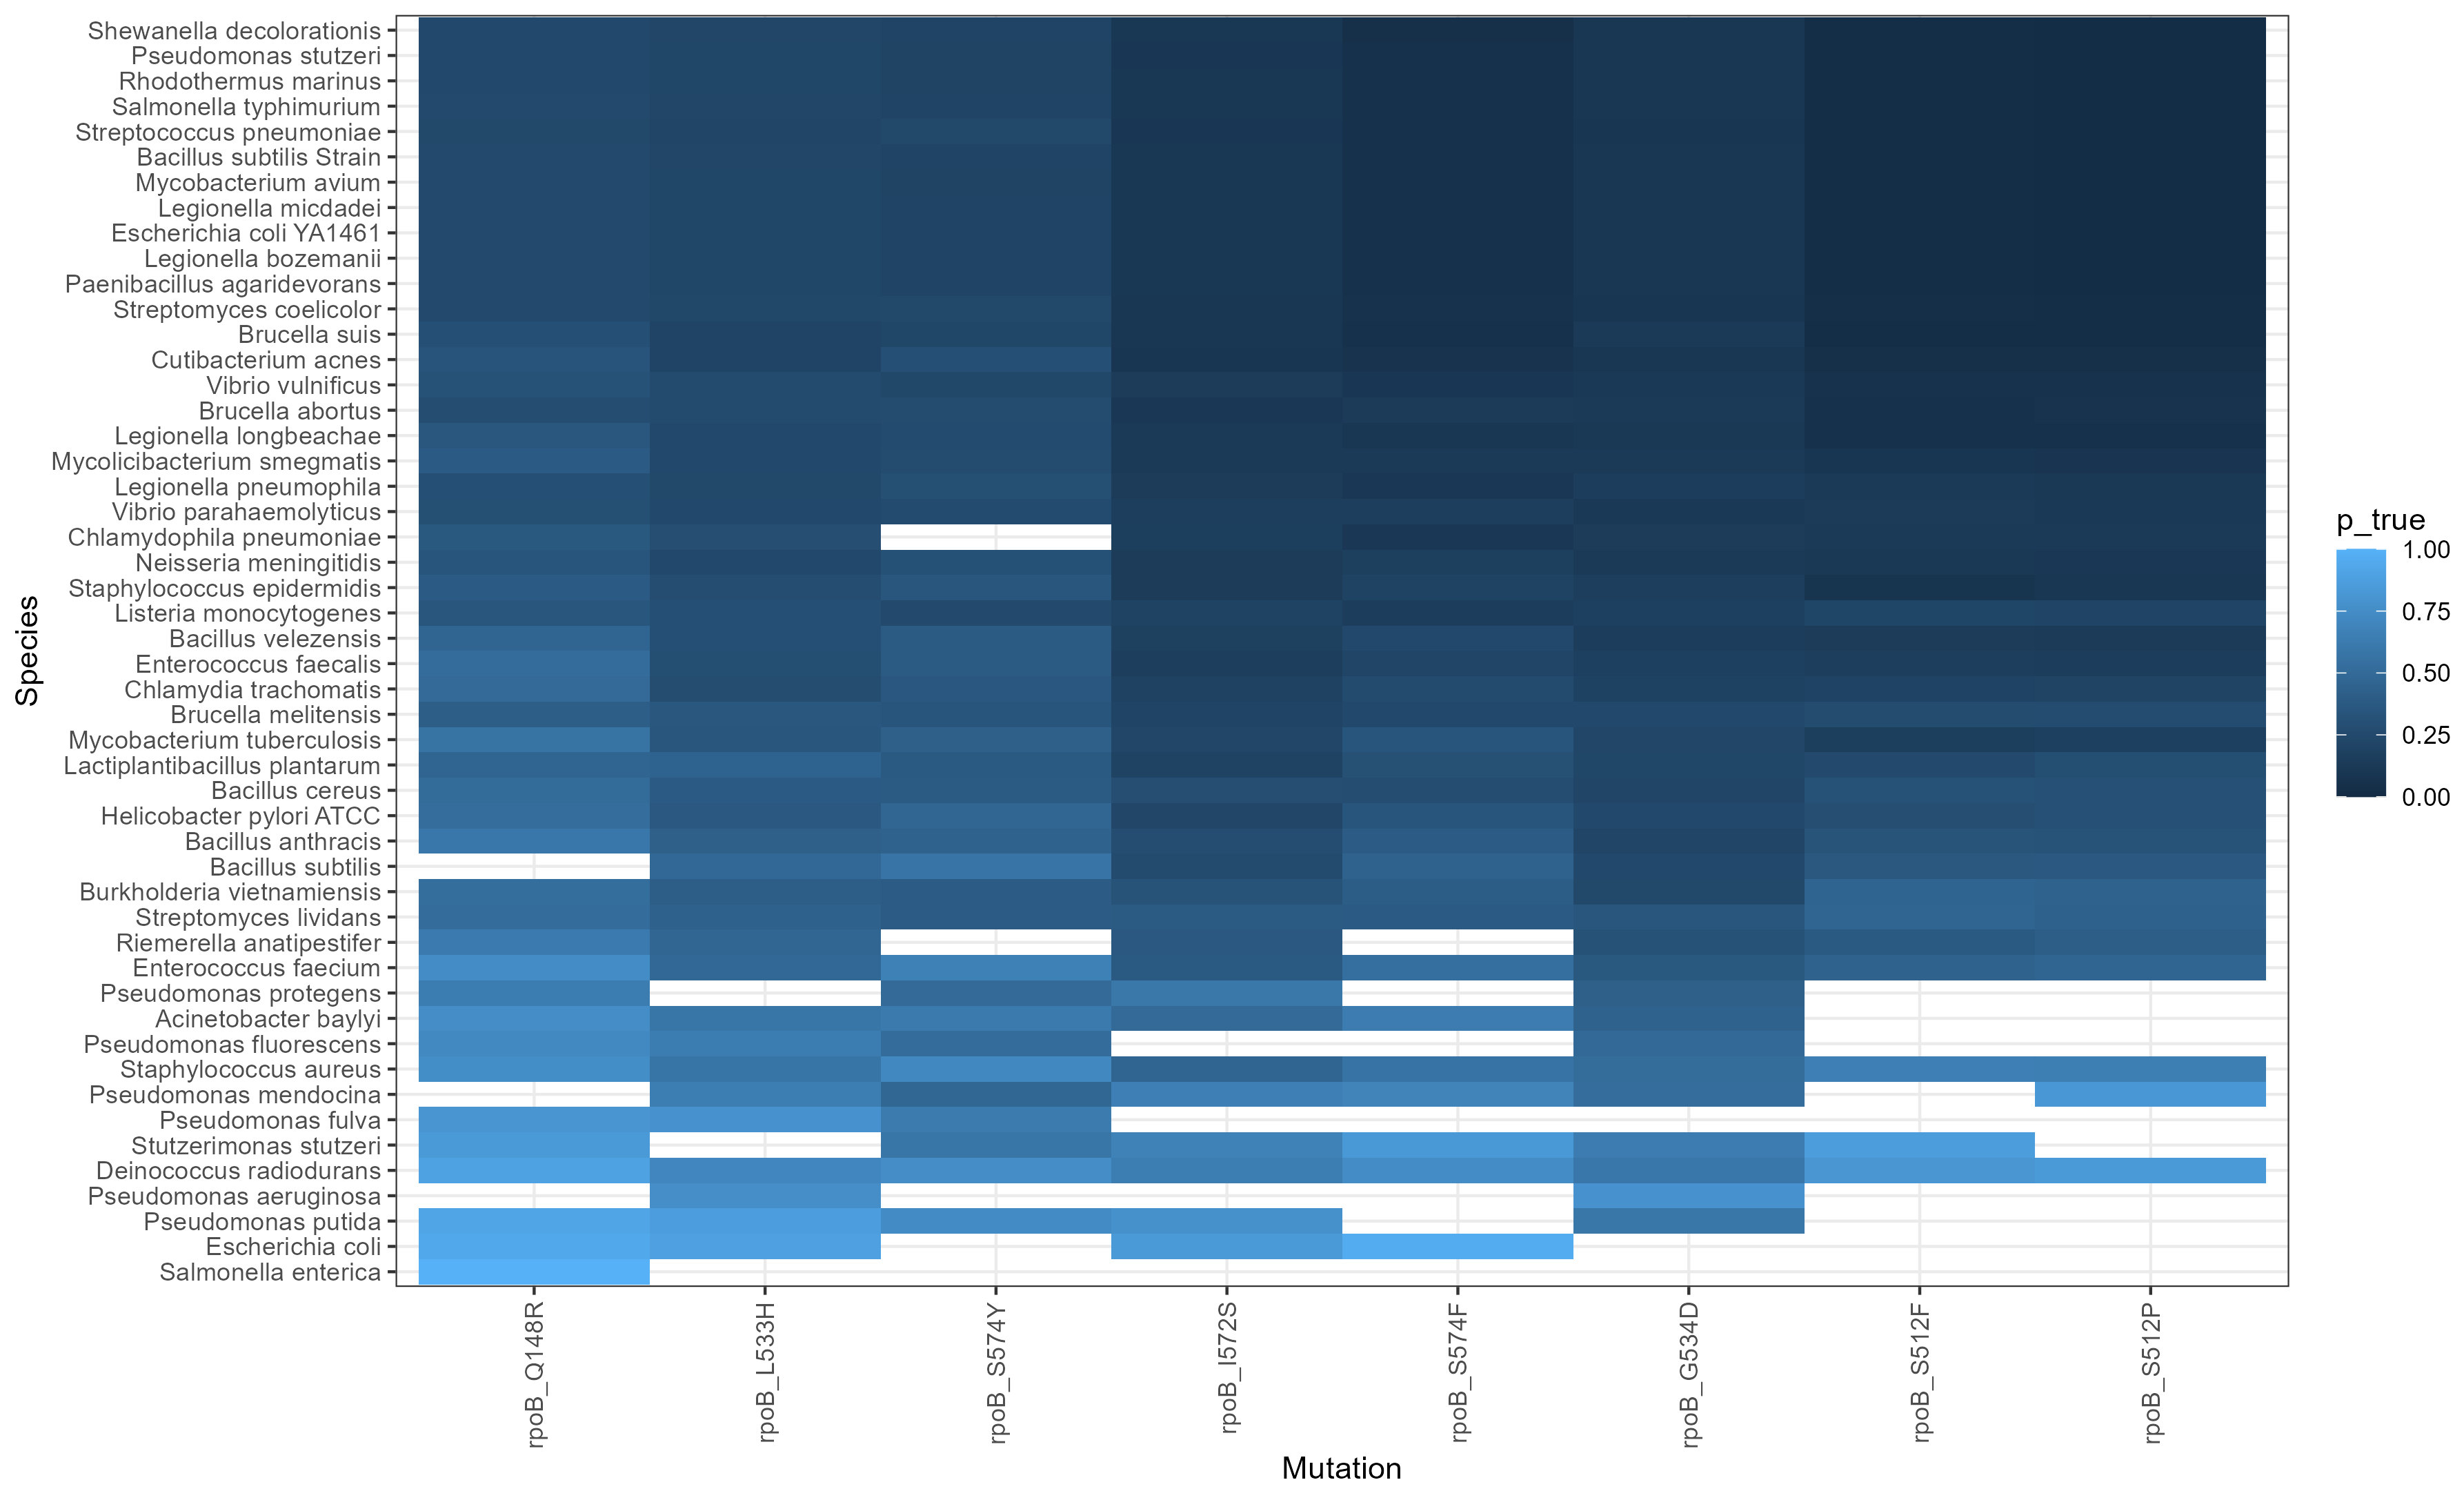 Shewanella decolorationis
Pseudomonas stutzeri
Rhodothermus marinus
Salmonella typhimurium
Streptococcus pneumoniae
Bacillus subtilis Strain
Mycobacterium avium
Legionella micdadei
Escherichia coli YA1461
Legionella bozemanii
Paenibacillus agaridevorans
Streptomyces coelicolor
Brucella suis
Cutibacterium acnes
Vibrio vulnificus
Brucella abortus
Legionella longbeachae
Mycolicibacterium smegmatis
Legionella pneumophila
Vibrio parahaemolyticus
Chlamydophila pneumoniae
Neisseria meningitidis
Staphylococcus epidermidis
Listeria monocytogenes
Bacillus velezensis
Enterococcus faecalis
Chlamydia trachomatis
Brucella melitensis
Mycobacterium tuberculosis
Lactiplantibacillus plantarum
Bacillus cereus
Helicobacter pylori ATCC
Bacillus anthracis
Bacillus subtilis
Burkholderia vietnamiensis
Streptomyces lividans
Riemerella anatipestifer
Enterococcus faecium
Pseudomonas protegens
Acinetobacter baylyi
Pseudomonas fluorescens
Staphylococcus aureus
Pseudomonas mendocina
Pseudomonas fulva
Stutzerimonas stutzeri
Deinococcus radiodurans
Pseudomonas aeruginosa
Pseudomonas putida
Escherichia coli
Salmonella enterica
Species
rpoB_Q148R
rpoB_L533H
rpoB_S574Y
rpoB_I572S
rpoB_S574F
rpoB_G534D
rpoB_S512F
rpoB_S512P
Mutation
p_true
1.00
0.75
0.50
0.25
0.00